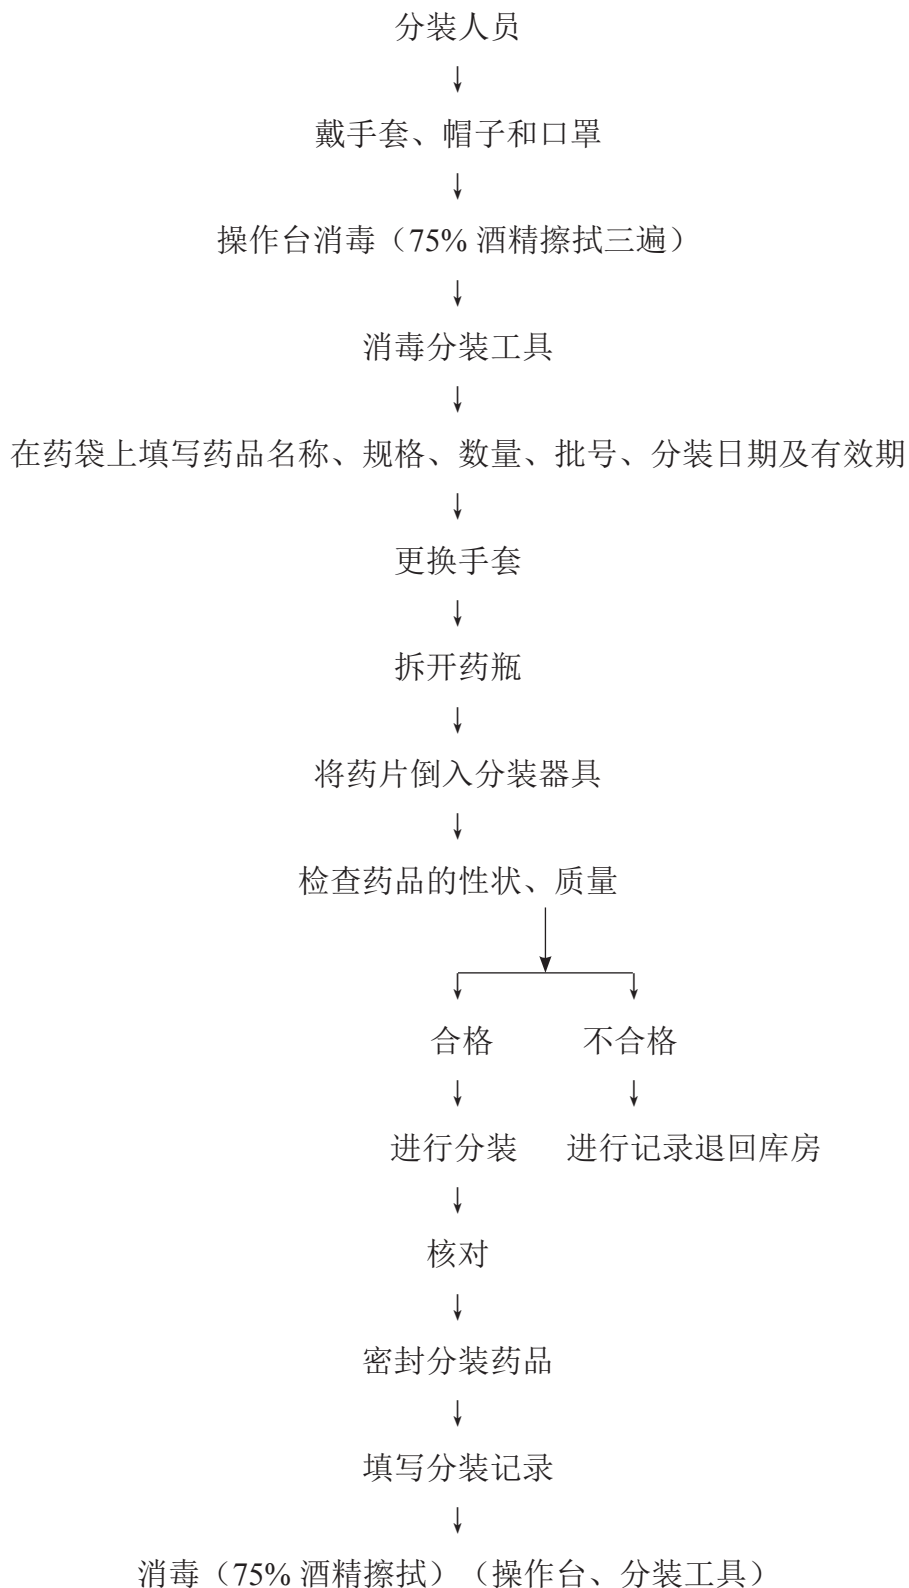 分装人员
戴手套、帽子和口罩
操作台消毒（75% 酒精擦拭三遍）
消毒分装工具
在药袋上填写药品名称、规格、数量、批号、分装日期及有效期
更换手套
拆开药瓶
将药片倒入分装器具
检查药品的性状、质量
合格 不合格
进行分装 进行记录退回库房
核对
密封分装药品
填写分装记录
消毒（75% 酒精擦拭）（操作台、分装工具）